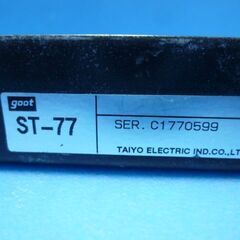 goot
ST-77
SER. C1770599
TAIYO ELECTRIC IND.CO.,LT